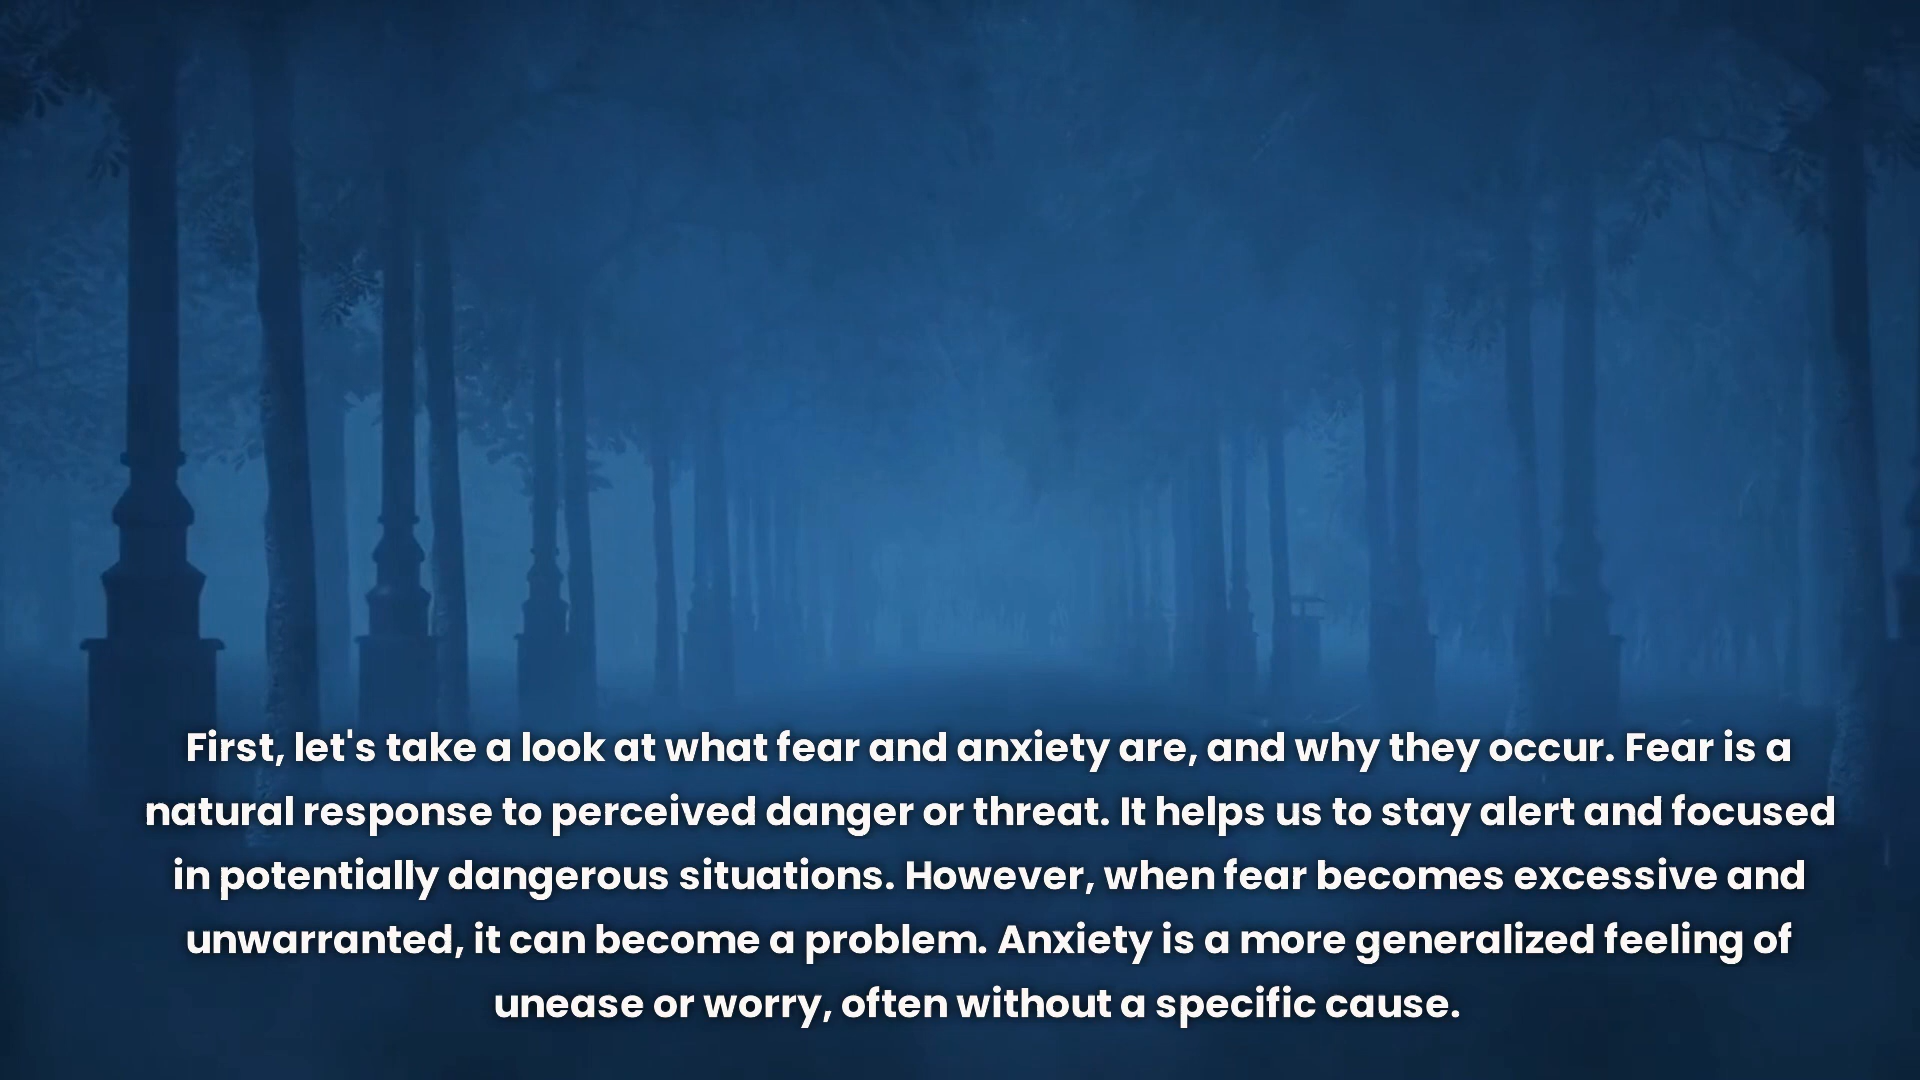 First, let's take a look at what fear and anxiety are, and why they occur. Fear is a
natural response to perceived danger or threat. It helps us to stay alert and focused
in potentially dangerous situations. However, when fear becomes excessive and
unwarranted, it can become a problem. Anxiety is a more generalized feeling of
unease or worry, often without a specific cause.